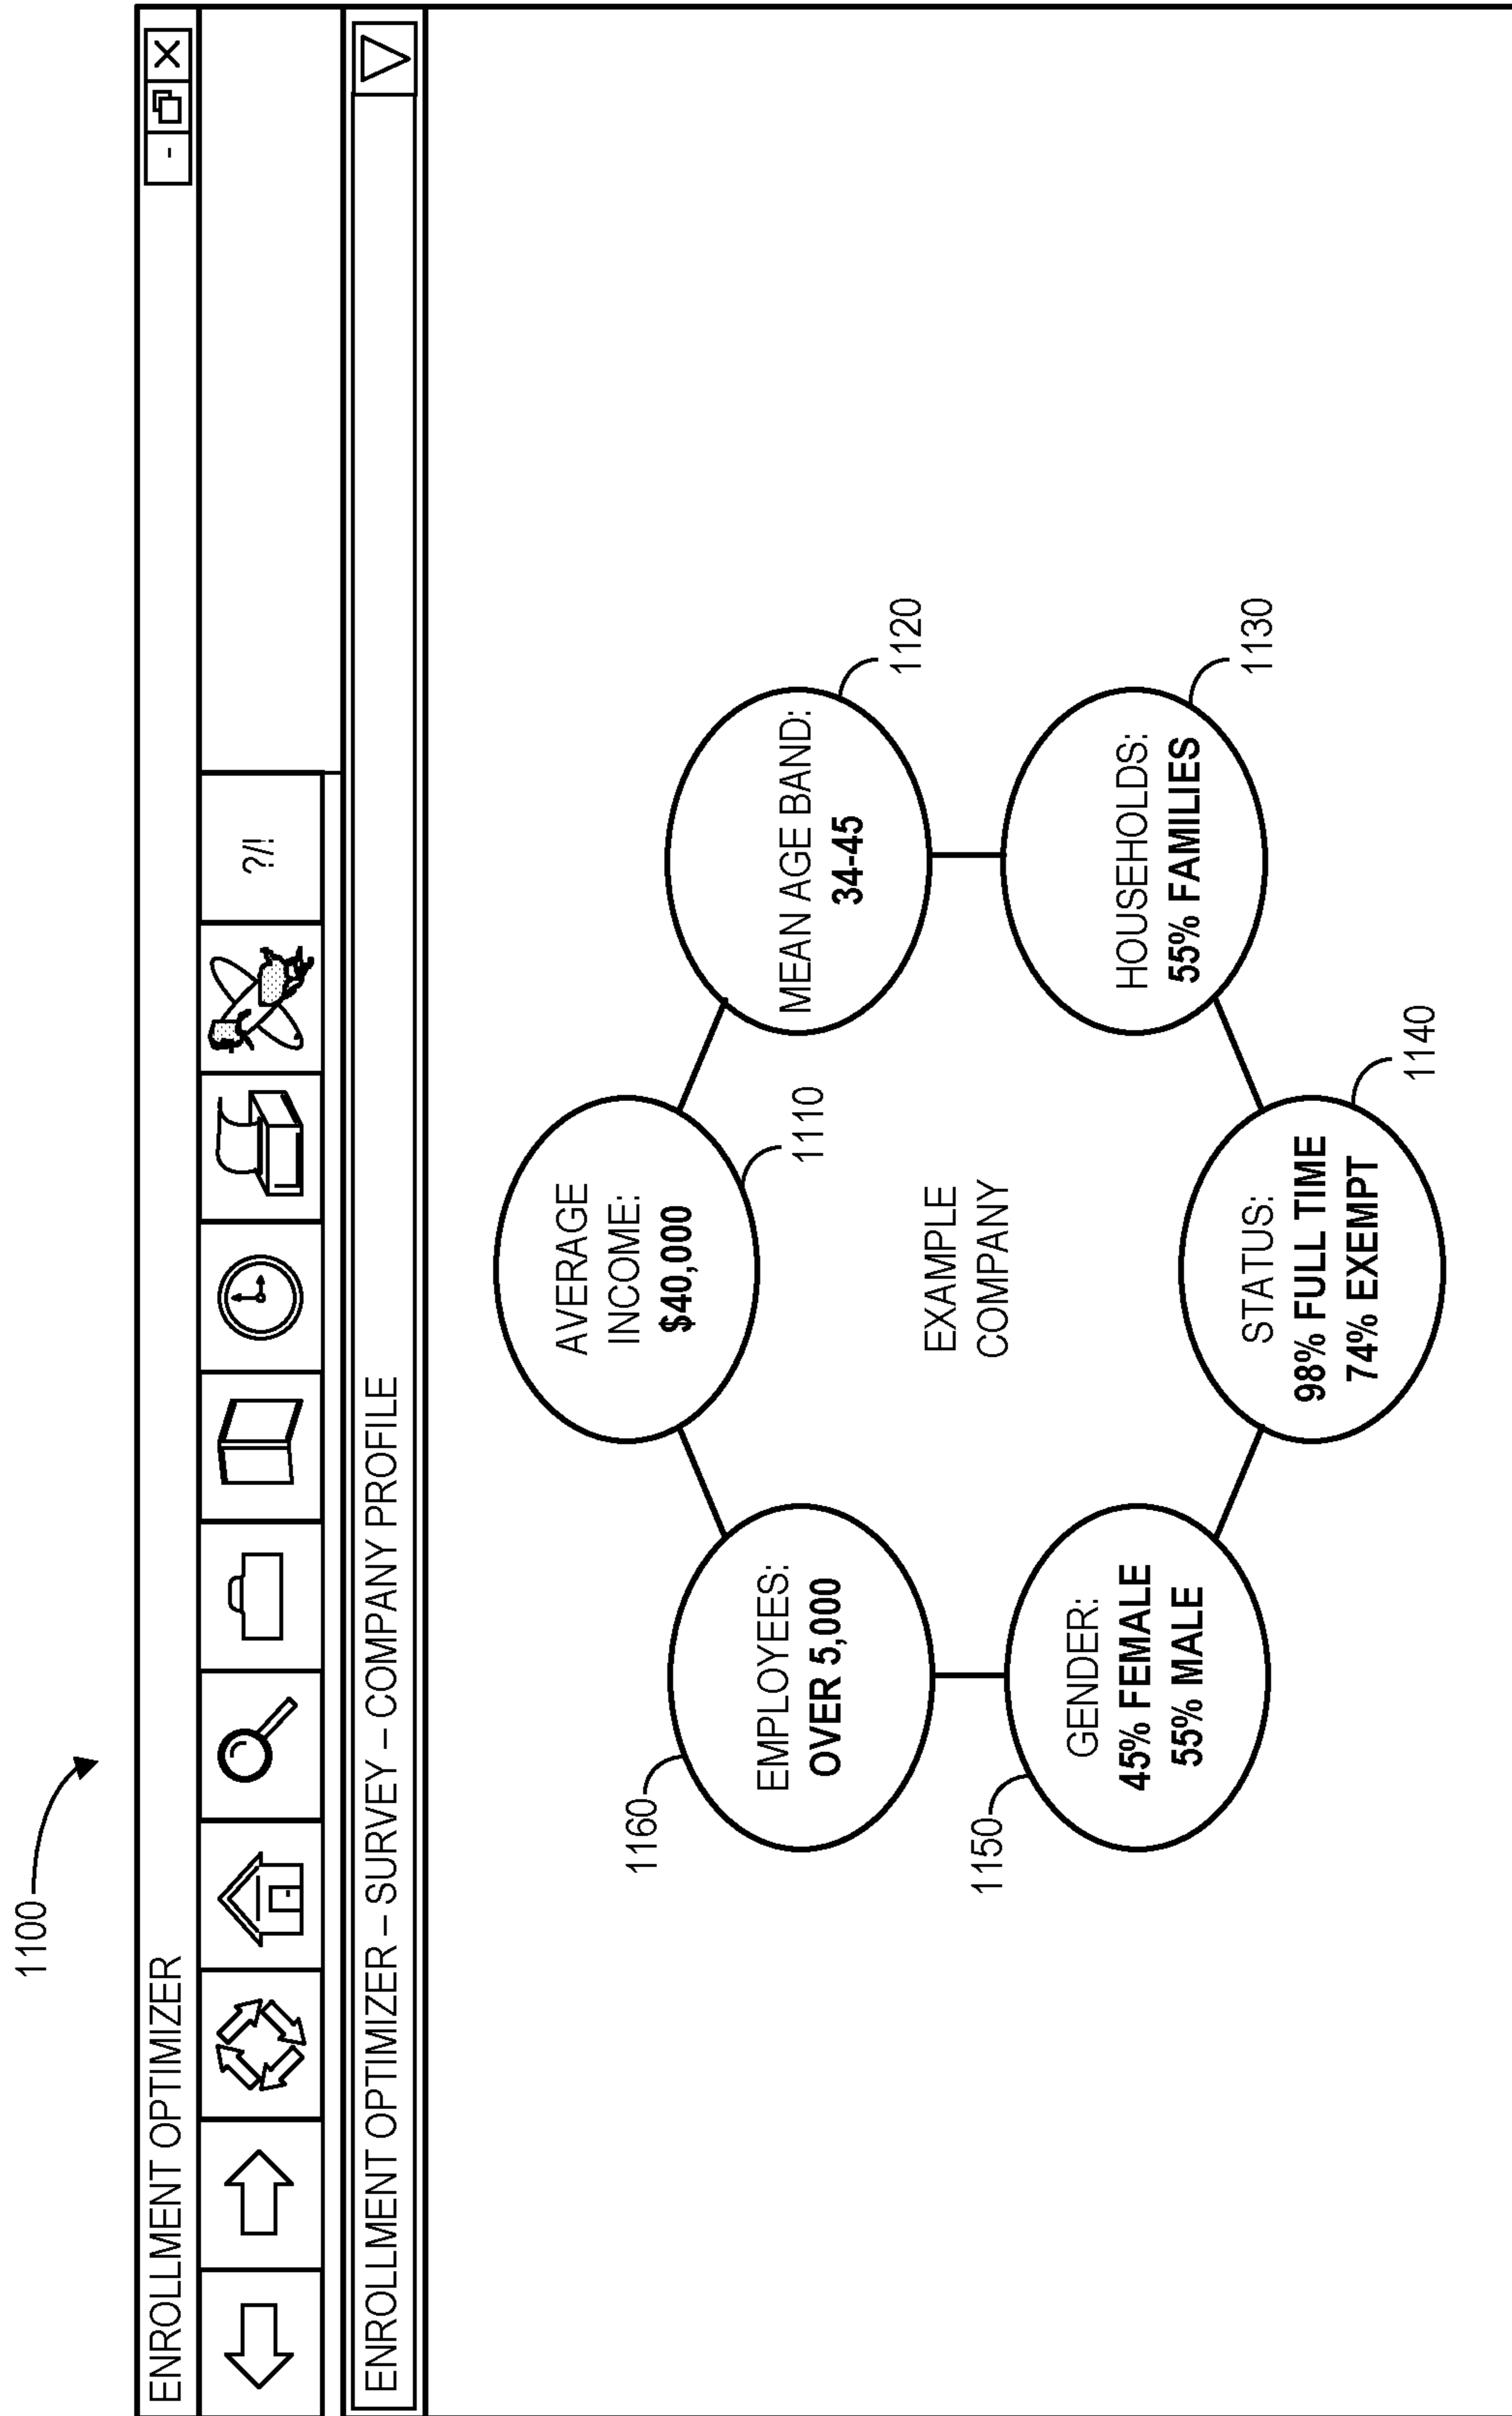 1100
ENROLLMENT OPTIMIZER
- X
?/!
ENROLLMENT OPTIMIZER – SURVEY – COMPANY PROFILE
AVERAGE
INCOME:
$40,000
1110
1160
EMPLOYEES:
OVER 5,000
MEAN AGE BAND:
34-45
1120
EXAMPLE
COMPANY
1150
GENDER:
45% FEMALE
55% MALE
HOUSEHOLDS:
55% FAMILIES
1130
STATUS:
98% FULL TIME
74% EXEMPT
1140